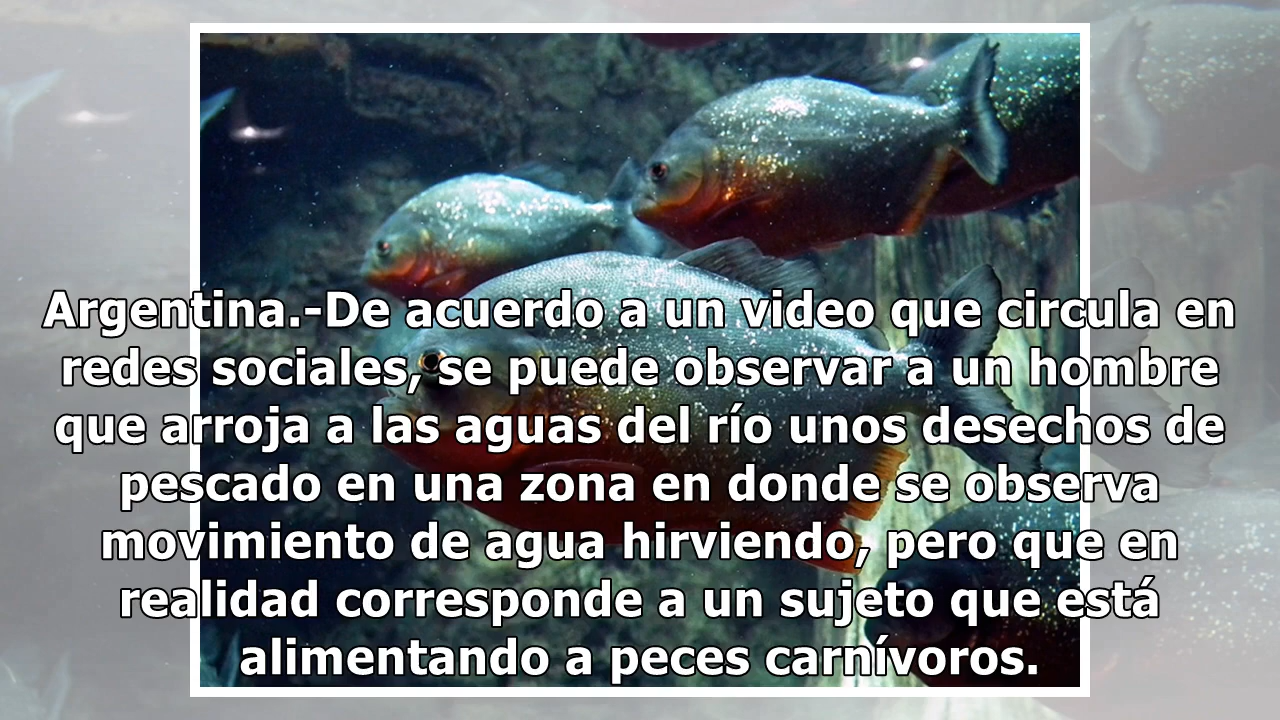 Argentina.-De acuerdo a un video que circula en
redes sociales, se puede observar a un hombre
que arroja a las aguas del río unos desechos de
pescado en una zona en donde se observa
movimiento de agua hirviendo, pero que en
realidad corresponde a un sujeto que está
alimentando a peces carnívoros.